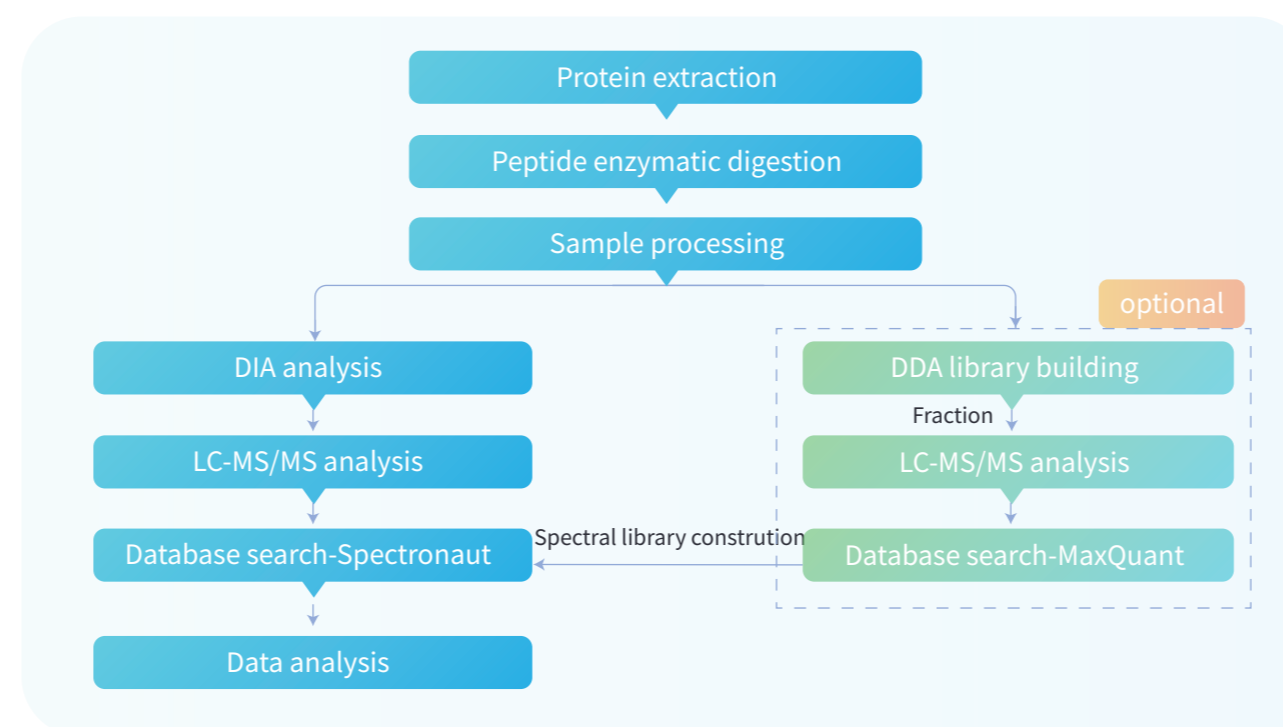 Protein extraction
Peptide enzymatic digestion
Sample processing
optional
DIA analysis
DDA library building
Fraction
LC-MS/MS analysis
LC-MS/MS analysis
Spectral library constrution
Database search-Spectronaut
Database search-MaxQuant
Data analysis